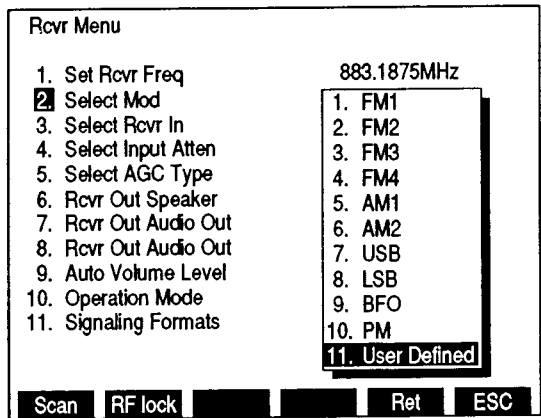 Rcvr Menu
1. Set Rcvr Freq 883.1875MHz
2. Select Mod
3. Select Rcvr In
4. Select Input Atten
5. Select AGC Type
6. Rcvr Out Speaker
7. Rcvr Out Audio Out
8. Rcvr Out Audio Out
9. Auto Volume Level
10. Operation Mode
11. Signaling Formats
1. FM1
2. FM2
3. FM3
4. FM4
5. AM1
6. AM2
7. USB
8. LSB
9. BFO
10. PM
11. User Defined
Scan RF lock Ret ESC